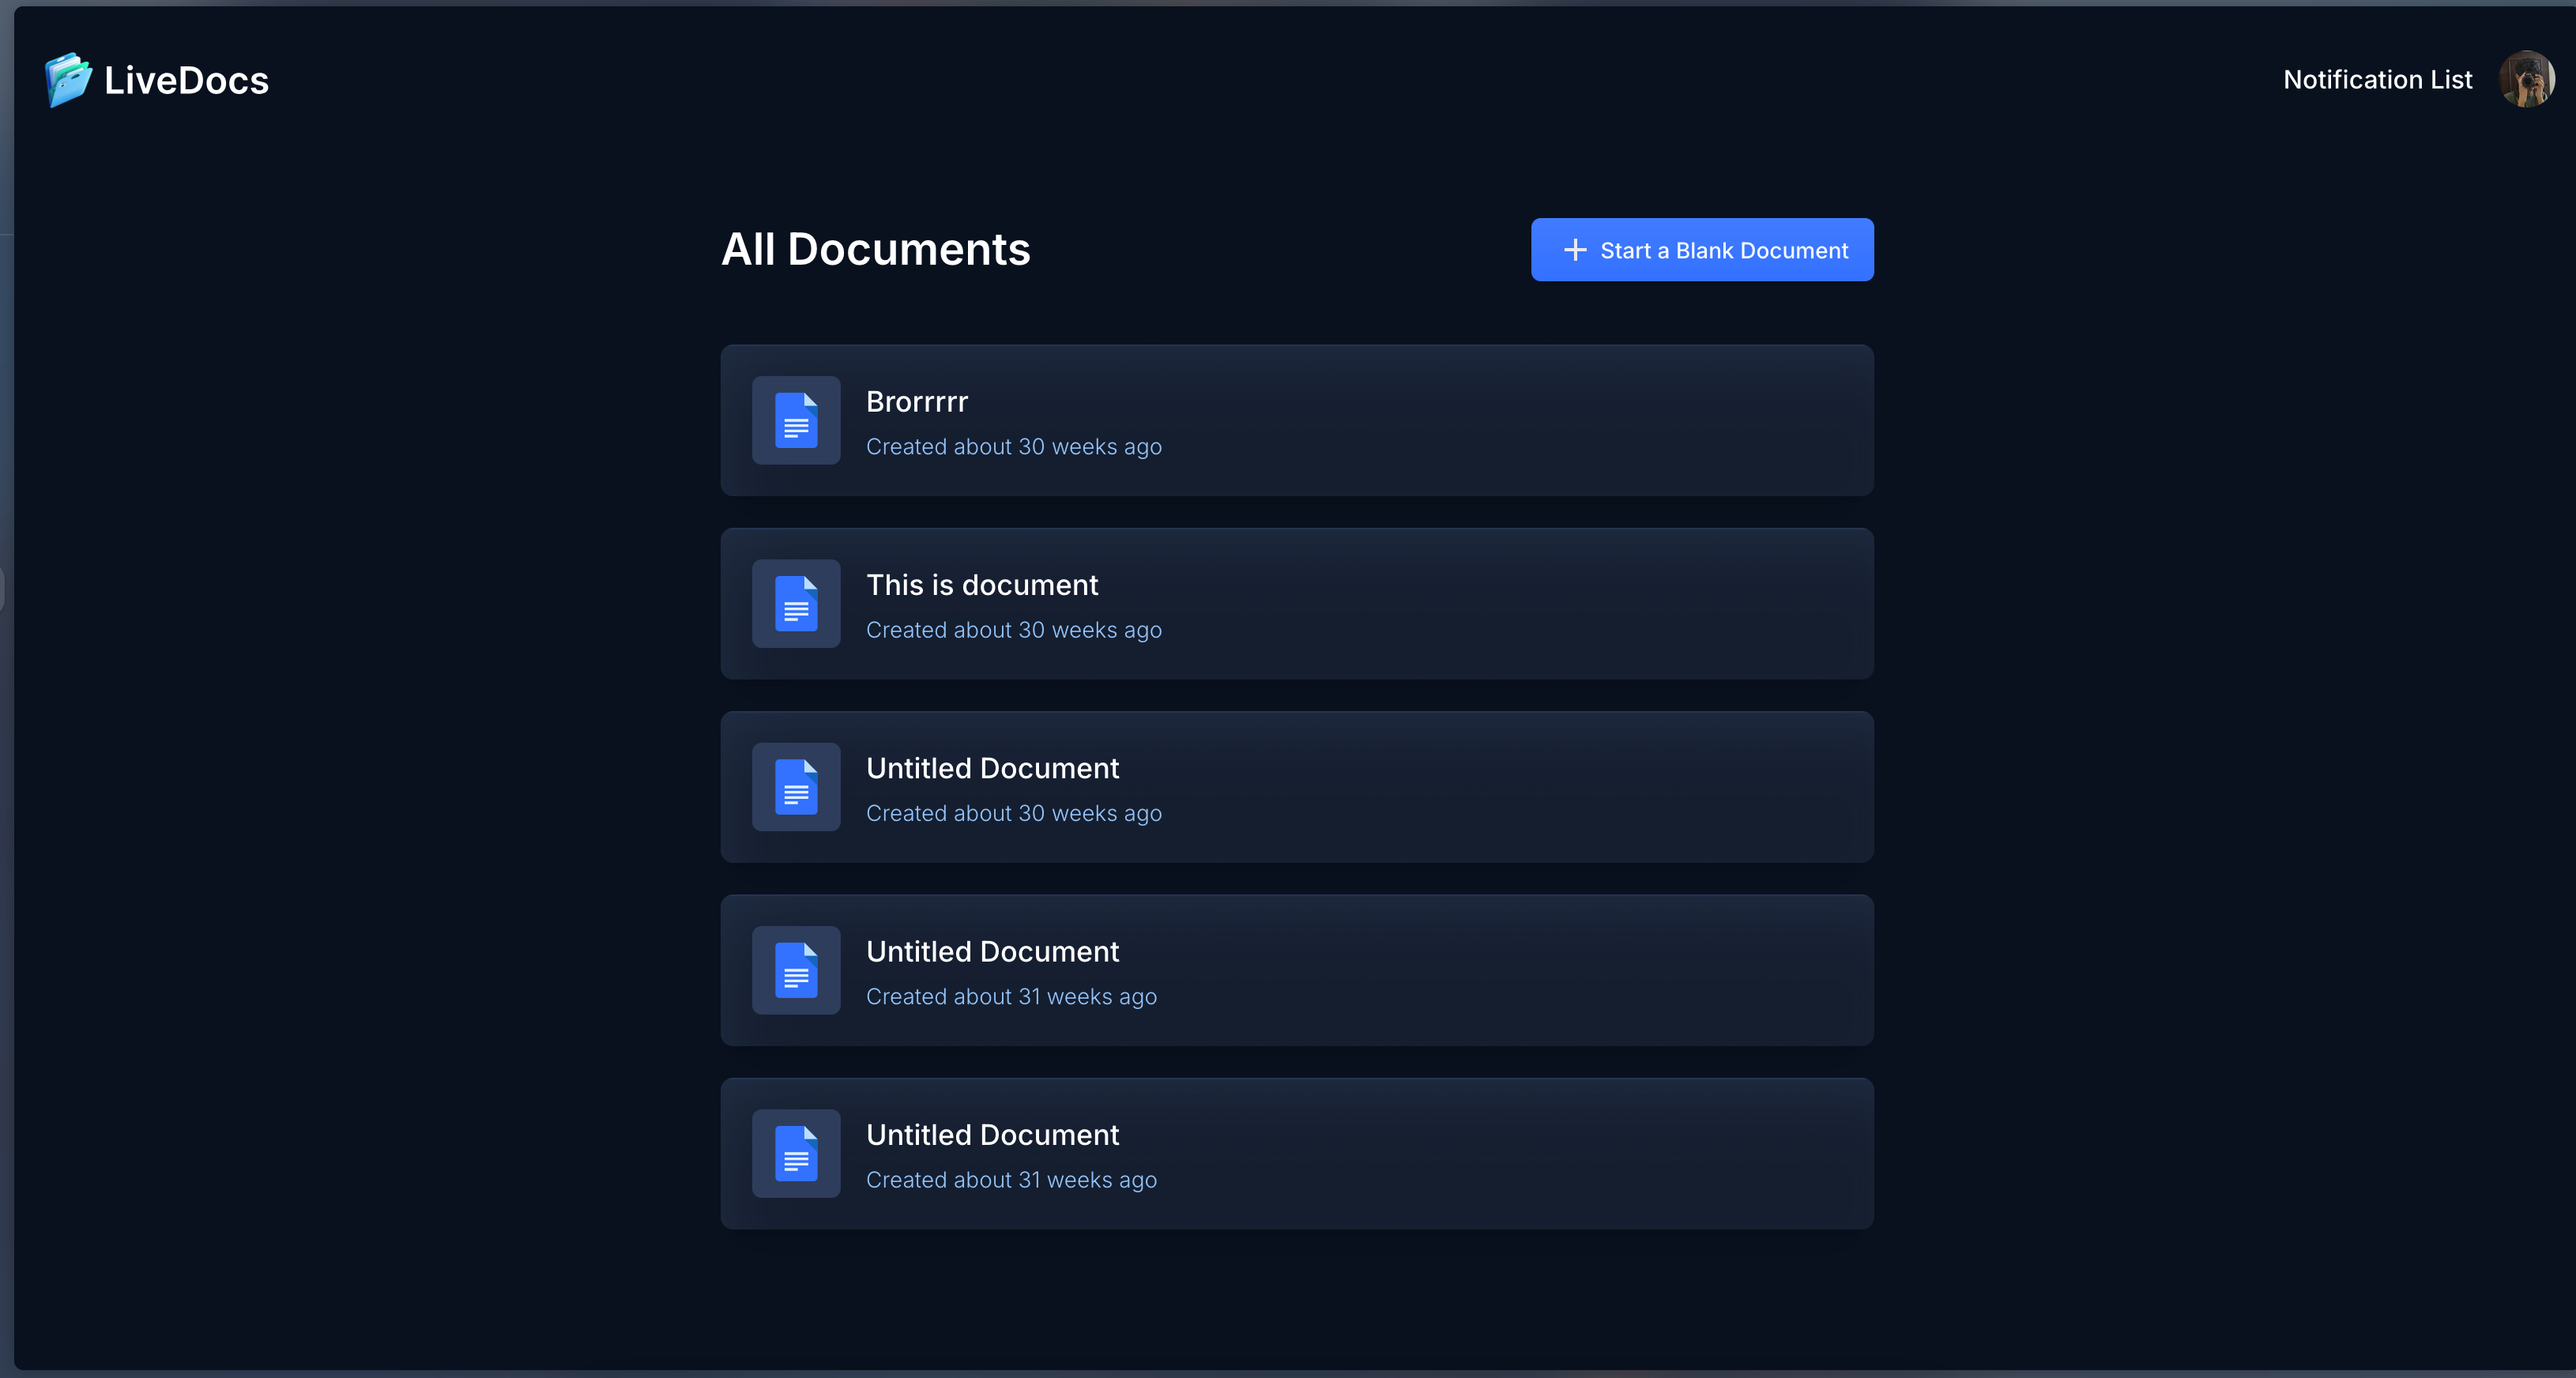 LiveDocs
Notification List
All Documents
Start a Blank Document
Brorrrrr
Created about 30 weeks ago
This is document
Created about 30 weeks ago
Untitled Document
Created about 30 weeks ago
Untitled Document
Created about 31 weeks ago
Untitled Document
Created about 31 weeks ago